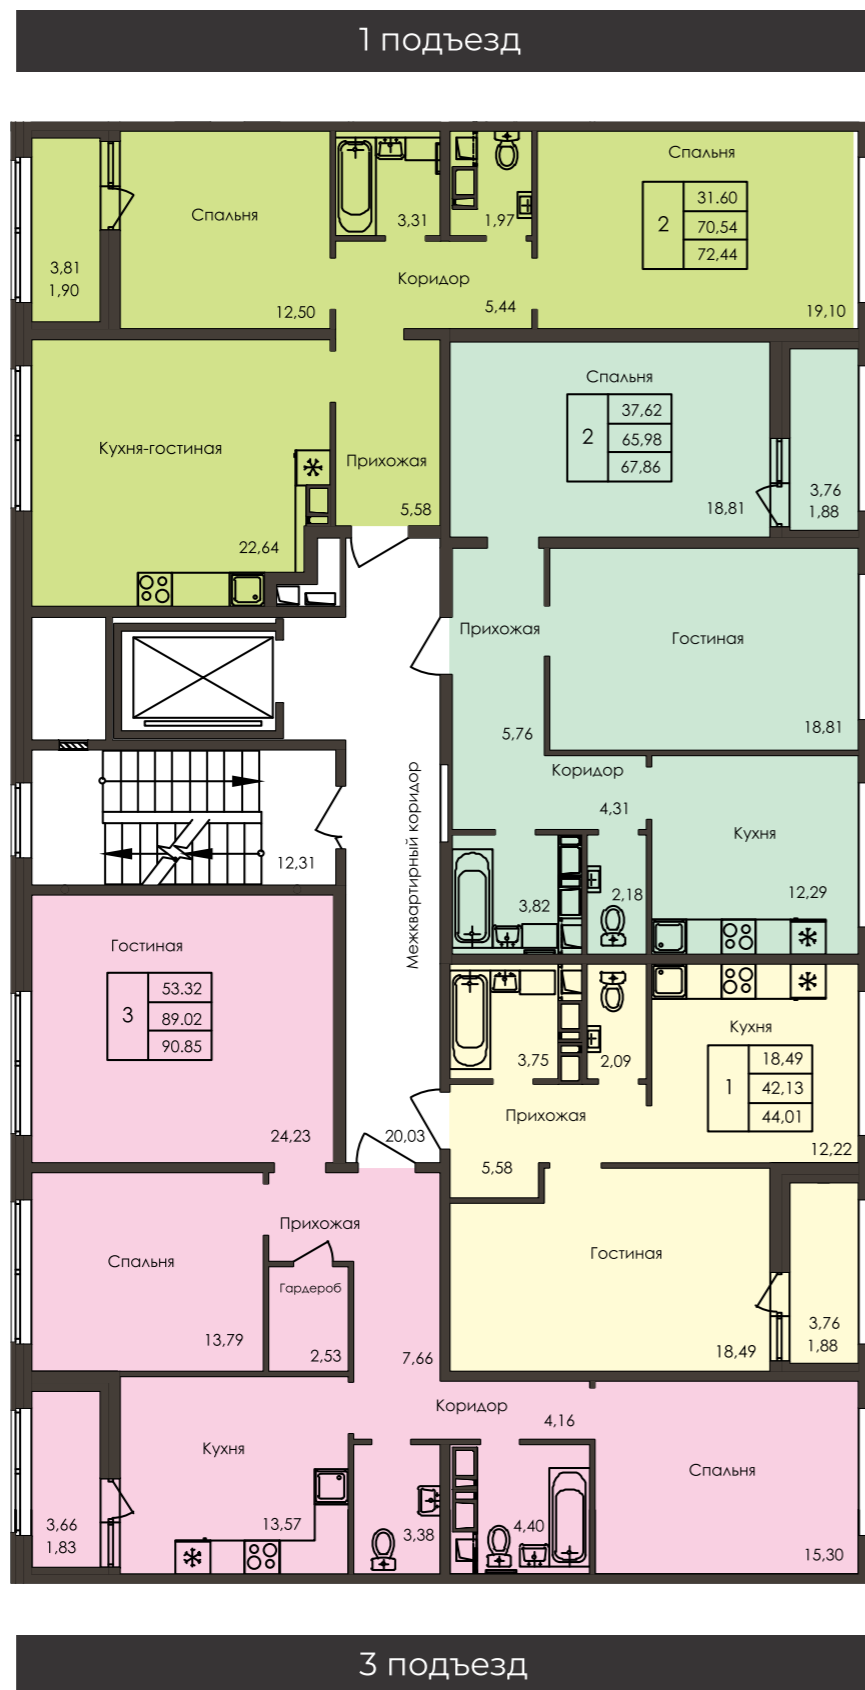 1 подъезд
Спальня
12,50
3,81
1,90
3,31
1,97
Коридор
5,44
Спальня
2
31.60
70,54
72,44
19,10
Кухня-гостиная
22,64
Прихожая
5,58
Спальня
2
37,62
65,98
67,86
18,81
3,76
1,88
Прихожая
5,76
Гостиная
18,81
Коридор
4,31
Кухня
12,29
3,82
2,18
12,31
Межквартирный коридор
20,03
Гостиная
3
53.32
89.02
90.85
24,23
3,75
2,09
Кухня
1
18,49
42,13
44,01
12,22
Прихожая
5,58
Гостиная
18,49
3,76
1,88
Прихожая
7,66
Спальня
13,79
Гардероб
2,53
Коридор
4,16
Кухня
13,57
3,66
1,83
3,38
4,40
Спальня
15,30
3 подъезд